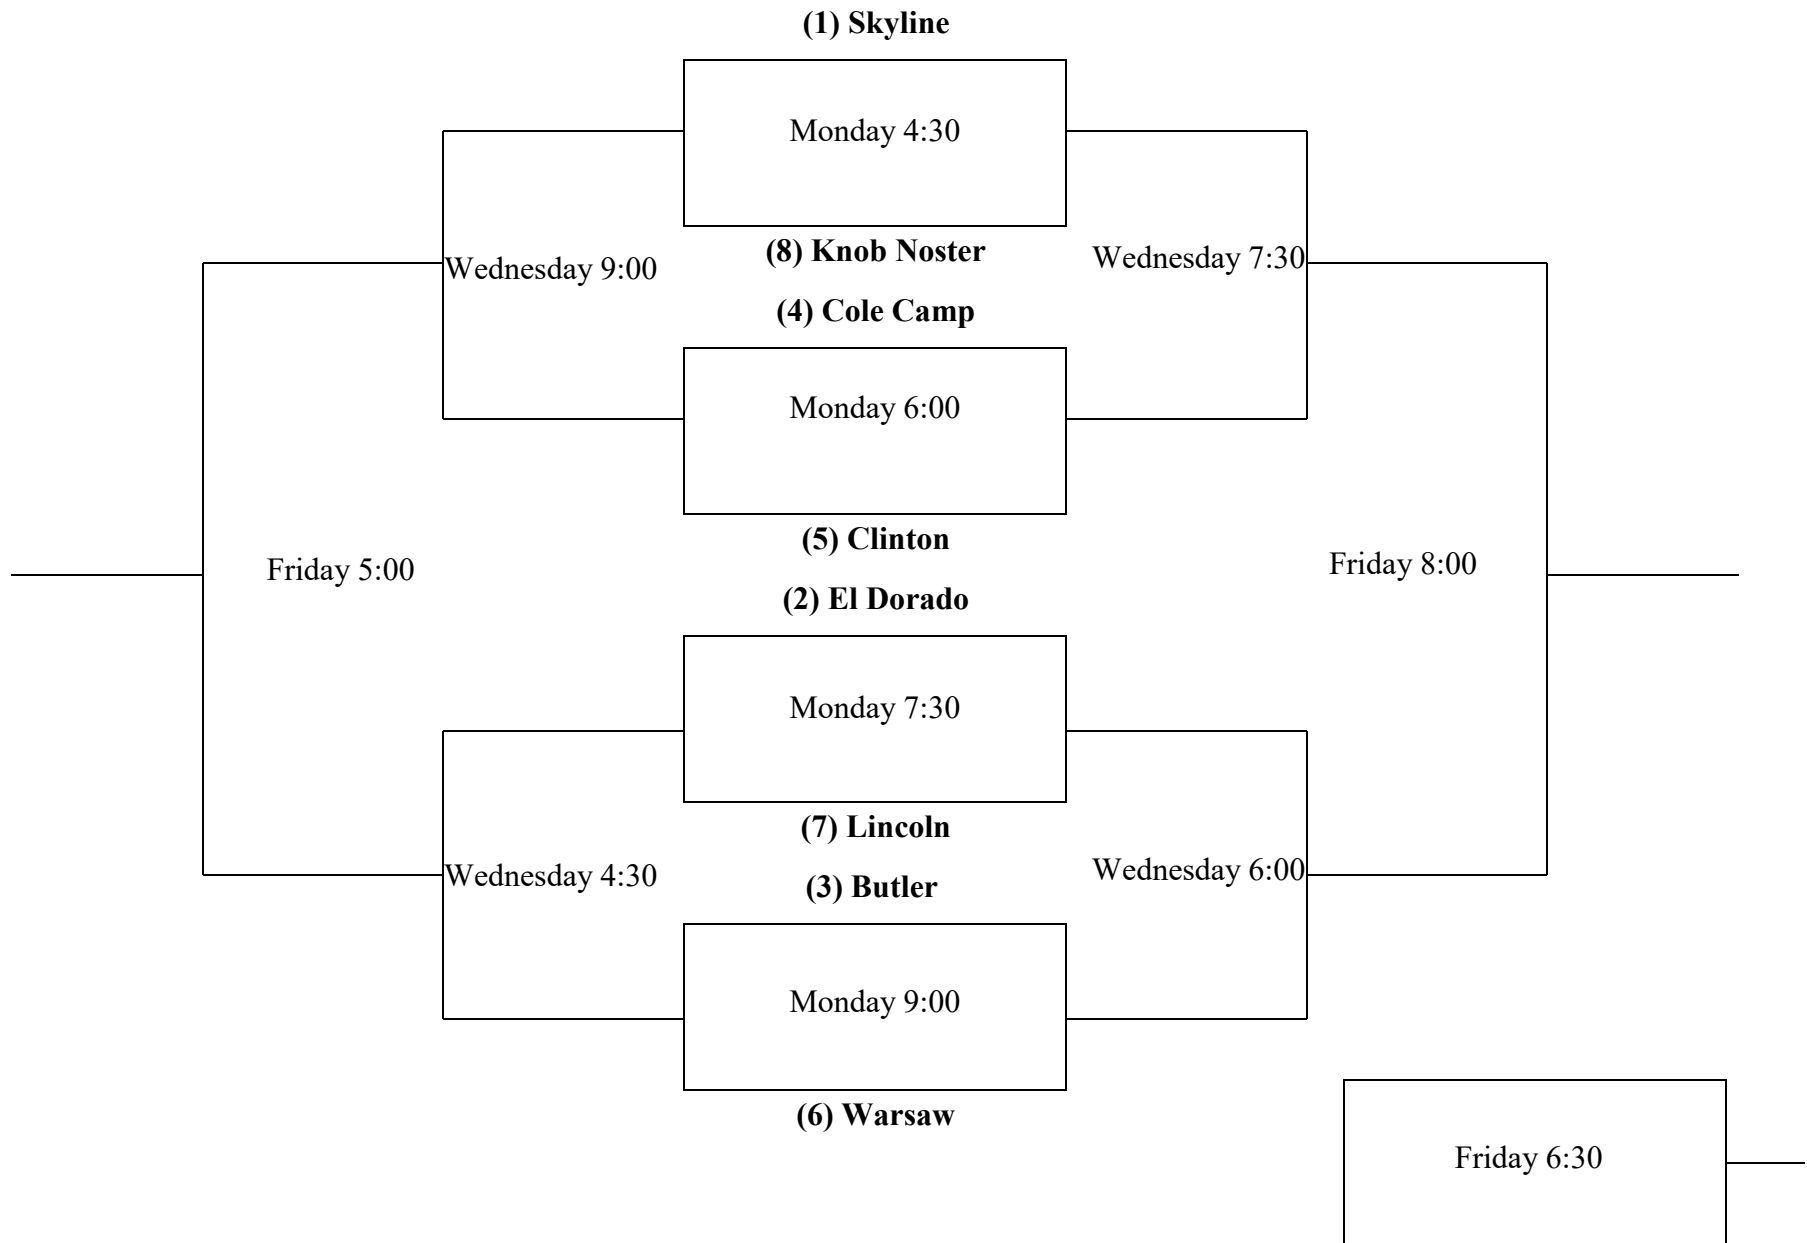 (1) Skyline
Monday 4:30
(8) Knob Noster
Wednesday 9:00
Wednesday 7:30
(4) Cole Camp
Monday 6:00
(5) Clinton
Friday 5:00
Friday 8:00
(2) El Dorado
Monday 7:30
(7) Lincoln
Wednesday 4:30
Wednesday 6:00
(3) Butler
Monday 9:00
(6) Warsaw
Friday 6:30